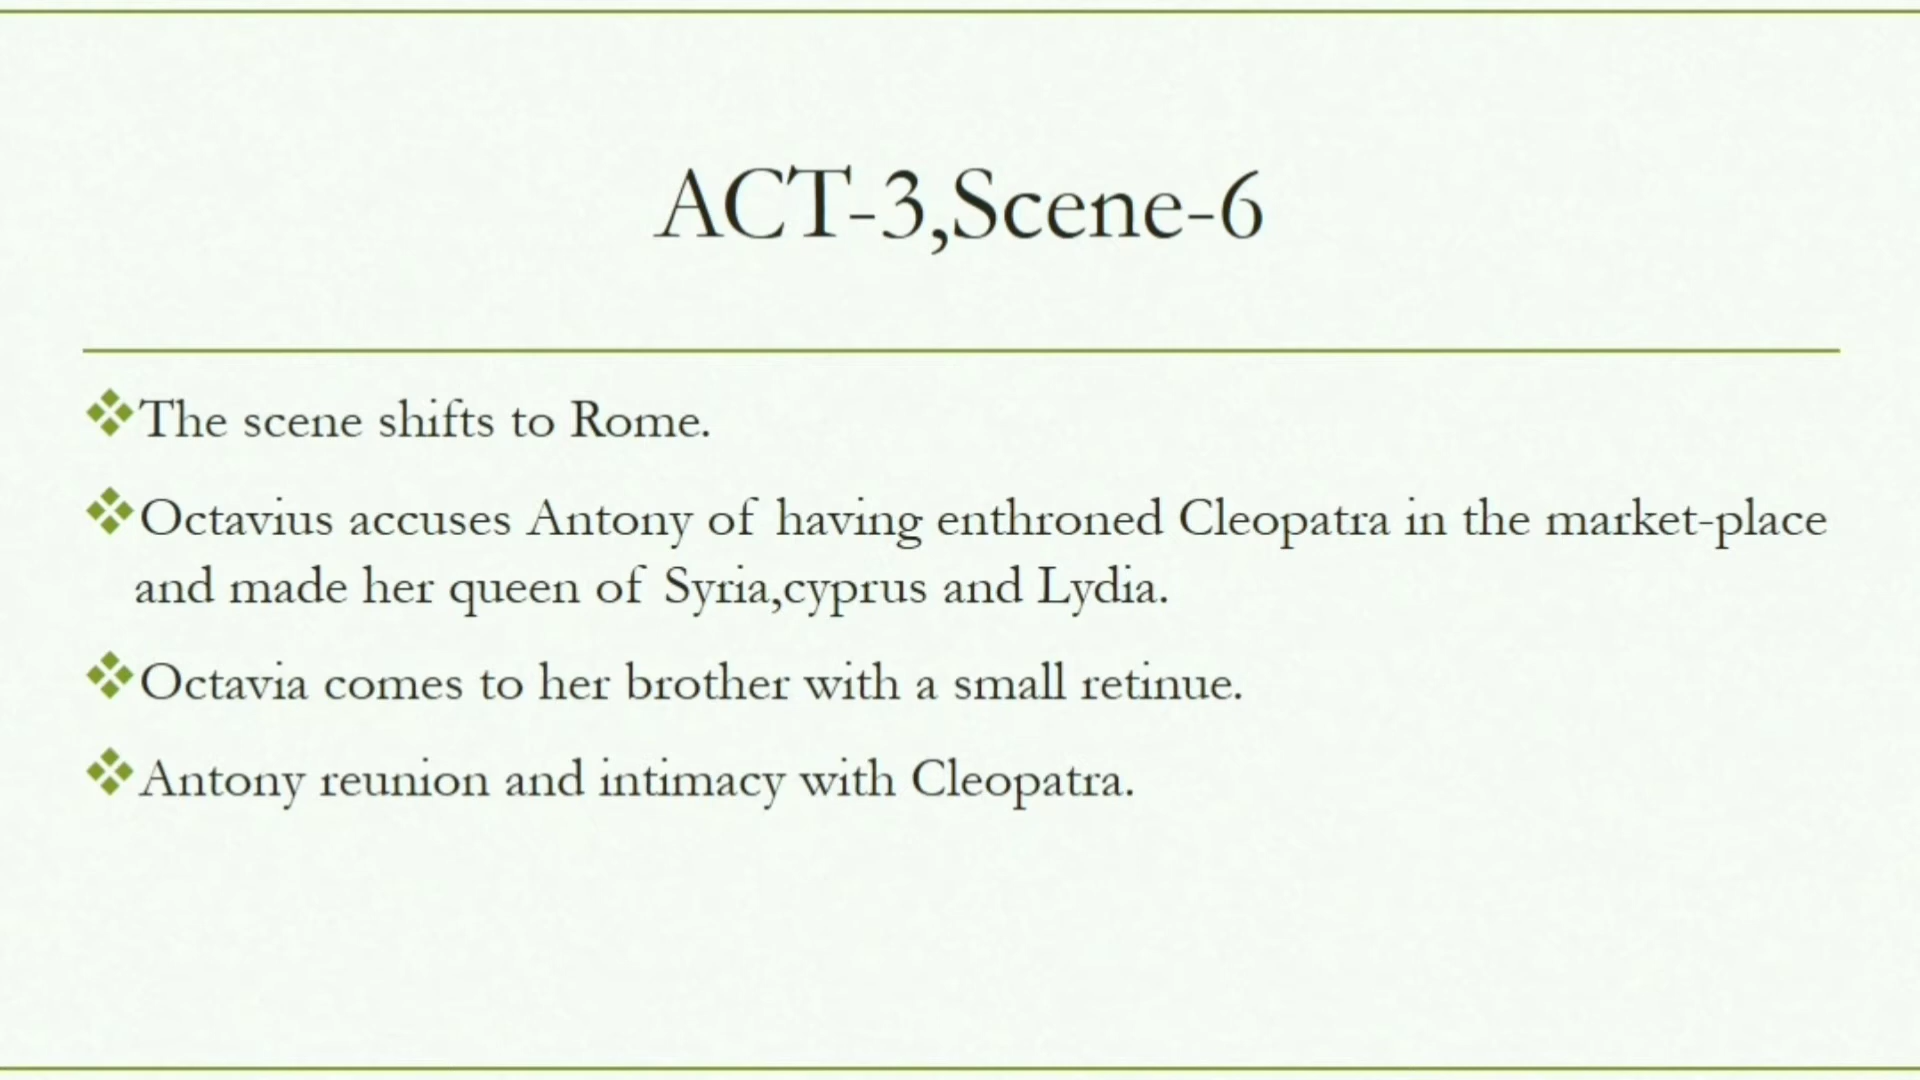 ACT-3,Scene-6
The scene shifts to Rome.
Octavius accuses Antony of having enthroned Cleopatra in the market-place
and made her queen of Syria,cyprus and Lydia.
Octavia comes to her brother with a small retinue.
Antony reunion and intimacy with Cleopatra.